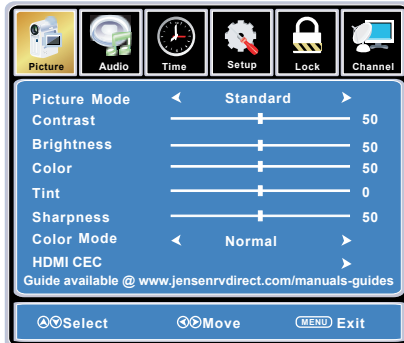 Picture Audio Time Setup Lock Channel
Picture Mode Standard
Contrast 50
Brightness 50
Color 50
Tint 0
Sharpness 50
Color Mode Normal
HDMI CEC
Guide available @ www.jensenrvdirect.com/manuals-guides
Select Move MENU Exit